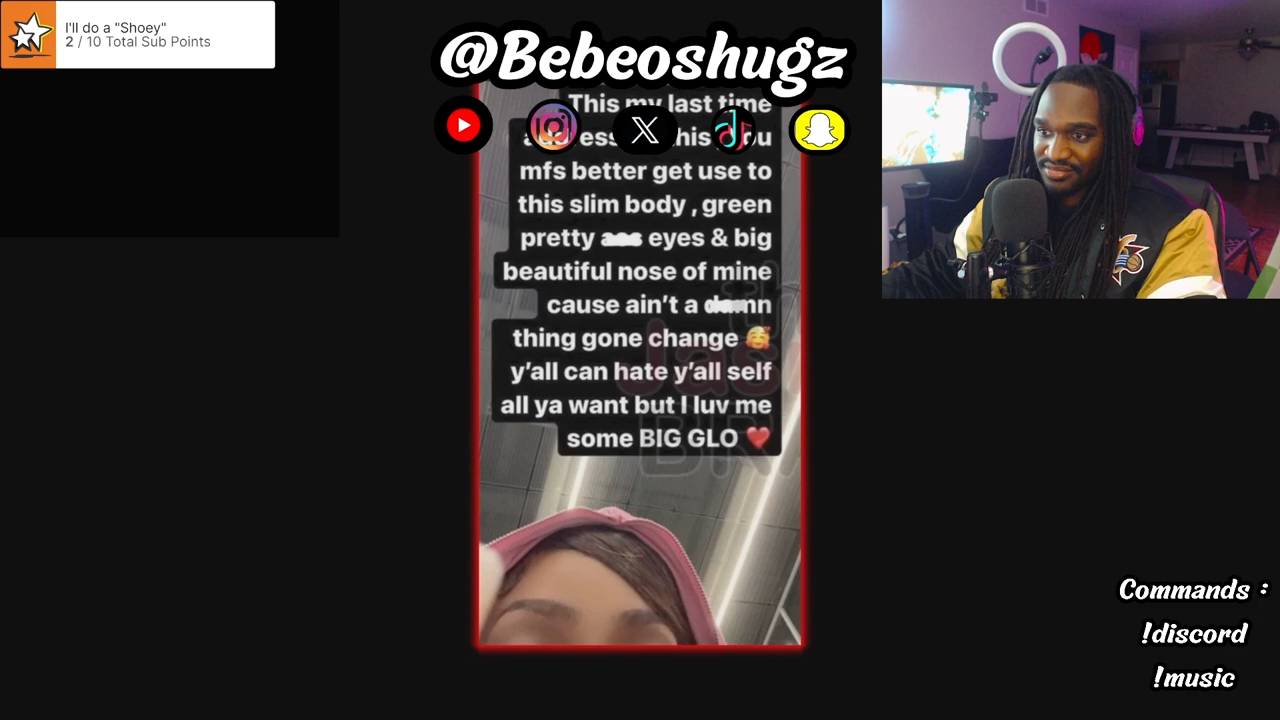 I'll do a "Shoey"
2 / 10 Total Sub Points
@Bebeoshugz
This my last time
this
mfs better get use to
this slim body , green
pretty eyes & big
beautiful nose of mine
cause ain't a damn
thing gone change 🥰
y'all can hate y'all self
all ya want but I luv me
some BIG GLO ❤️
Commands :
!discord
!music